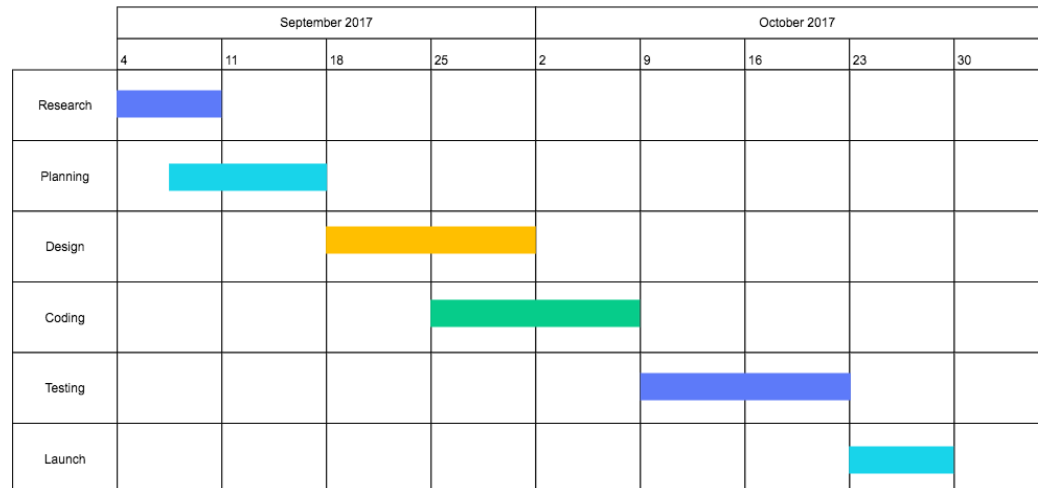 September 2017 October 2017
4 11 18 25 2 9 16 23 30
Research
Planning
Design
Coding
Testing
Launch